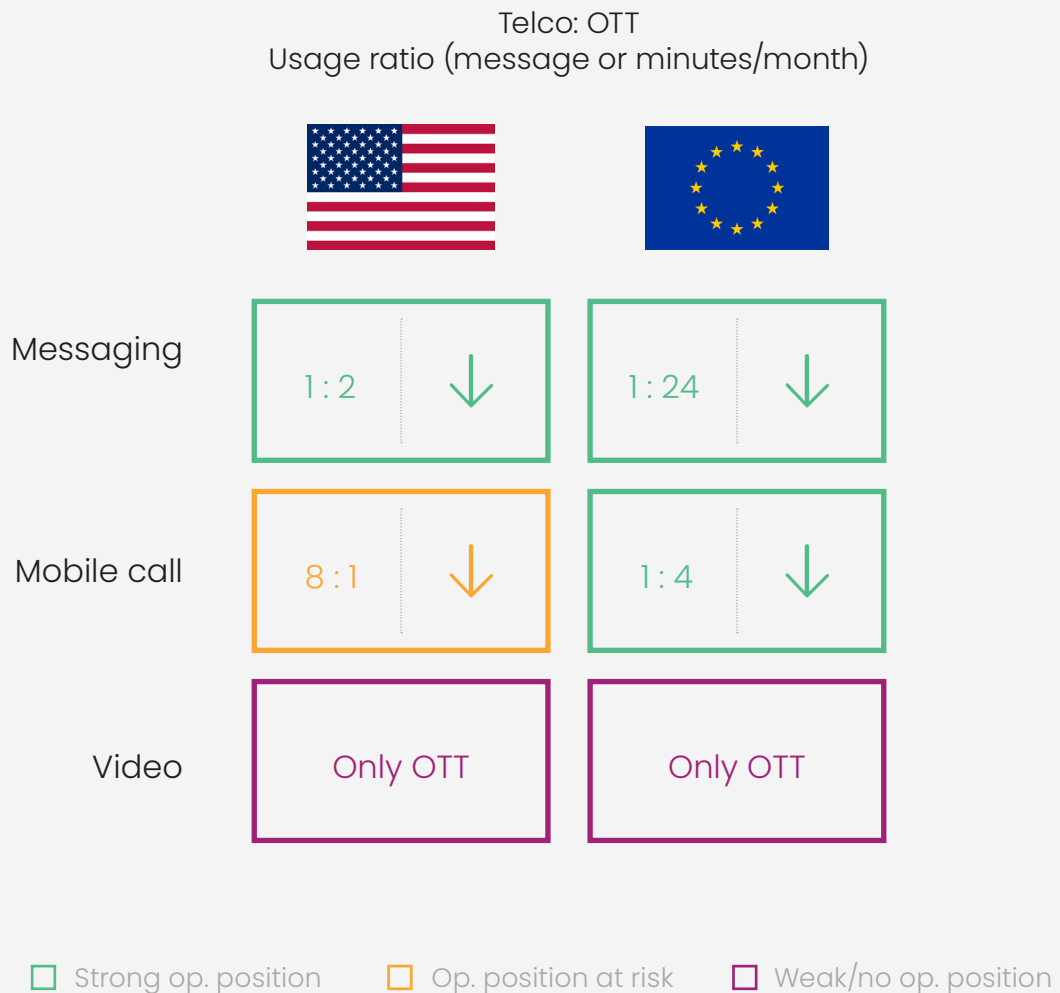 Telco: OTT
Usage ratio (message or minutes/month)
Messaging
1 : 2
1 : 24
Mobile call
8 : 1
1 : 4
Video
Only OTT
Only OTT
Strong op. position
Op. position at risk
Weak/no op. position